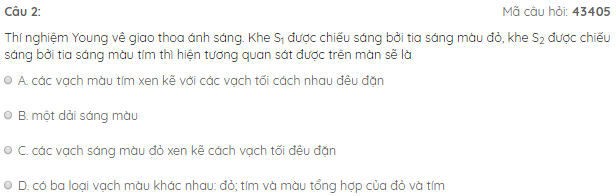 Câu 2:
Mã câu hỏi: 43405
Thí nghiệm Young về giao thoa ánh sáng. Khe S₁ được chiếu sáng bởi tia sáng màu đỏ, khe S₂ được chiếu
sáng bởi tia sáng màu tím thì hiện tương quan sát được trên màn sẽ là
A. các vạch màu tím xen kẽ với các vạch tối cách nhau đều đặn
B. một dải sáng màu
C. các vạch sáng màu đỏ xen kẽ cách vạch tối đều đặn
D. có ba loại vạch màu khác nhau: đỏ; tím và màu tổng hợp của đỏ và tím